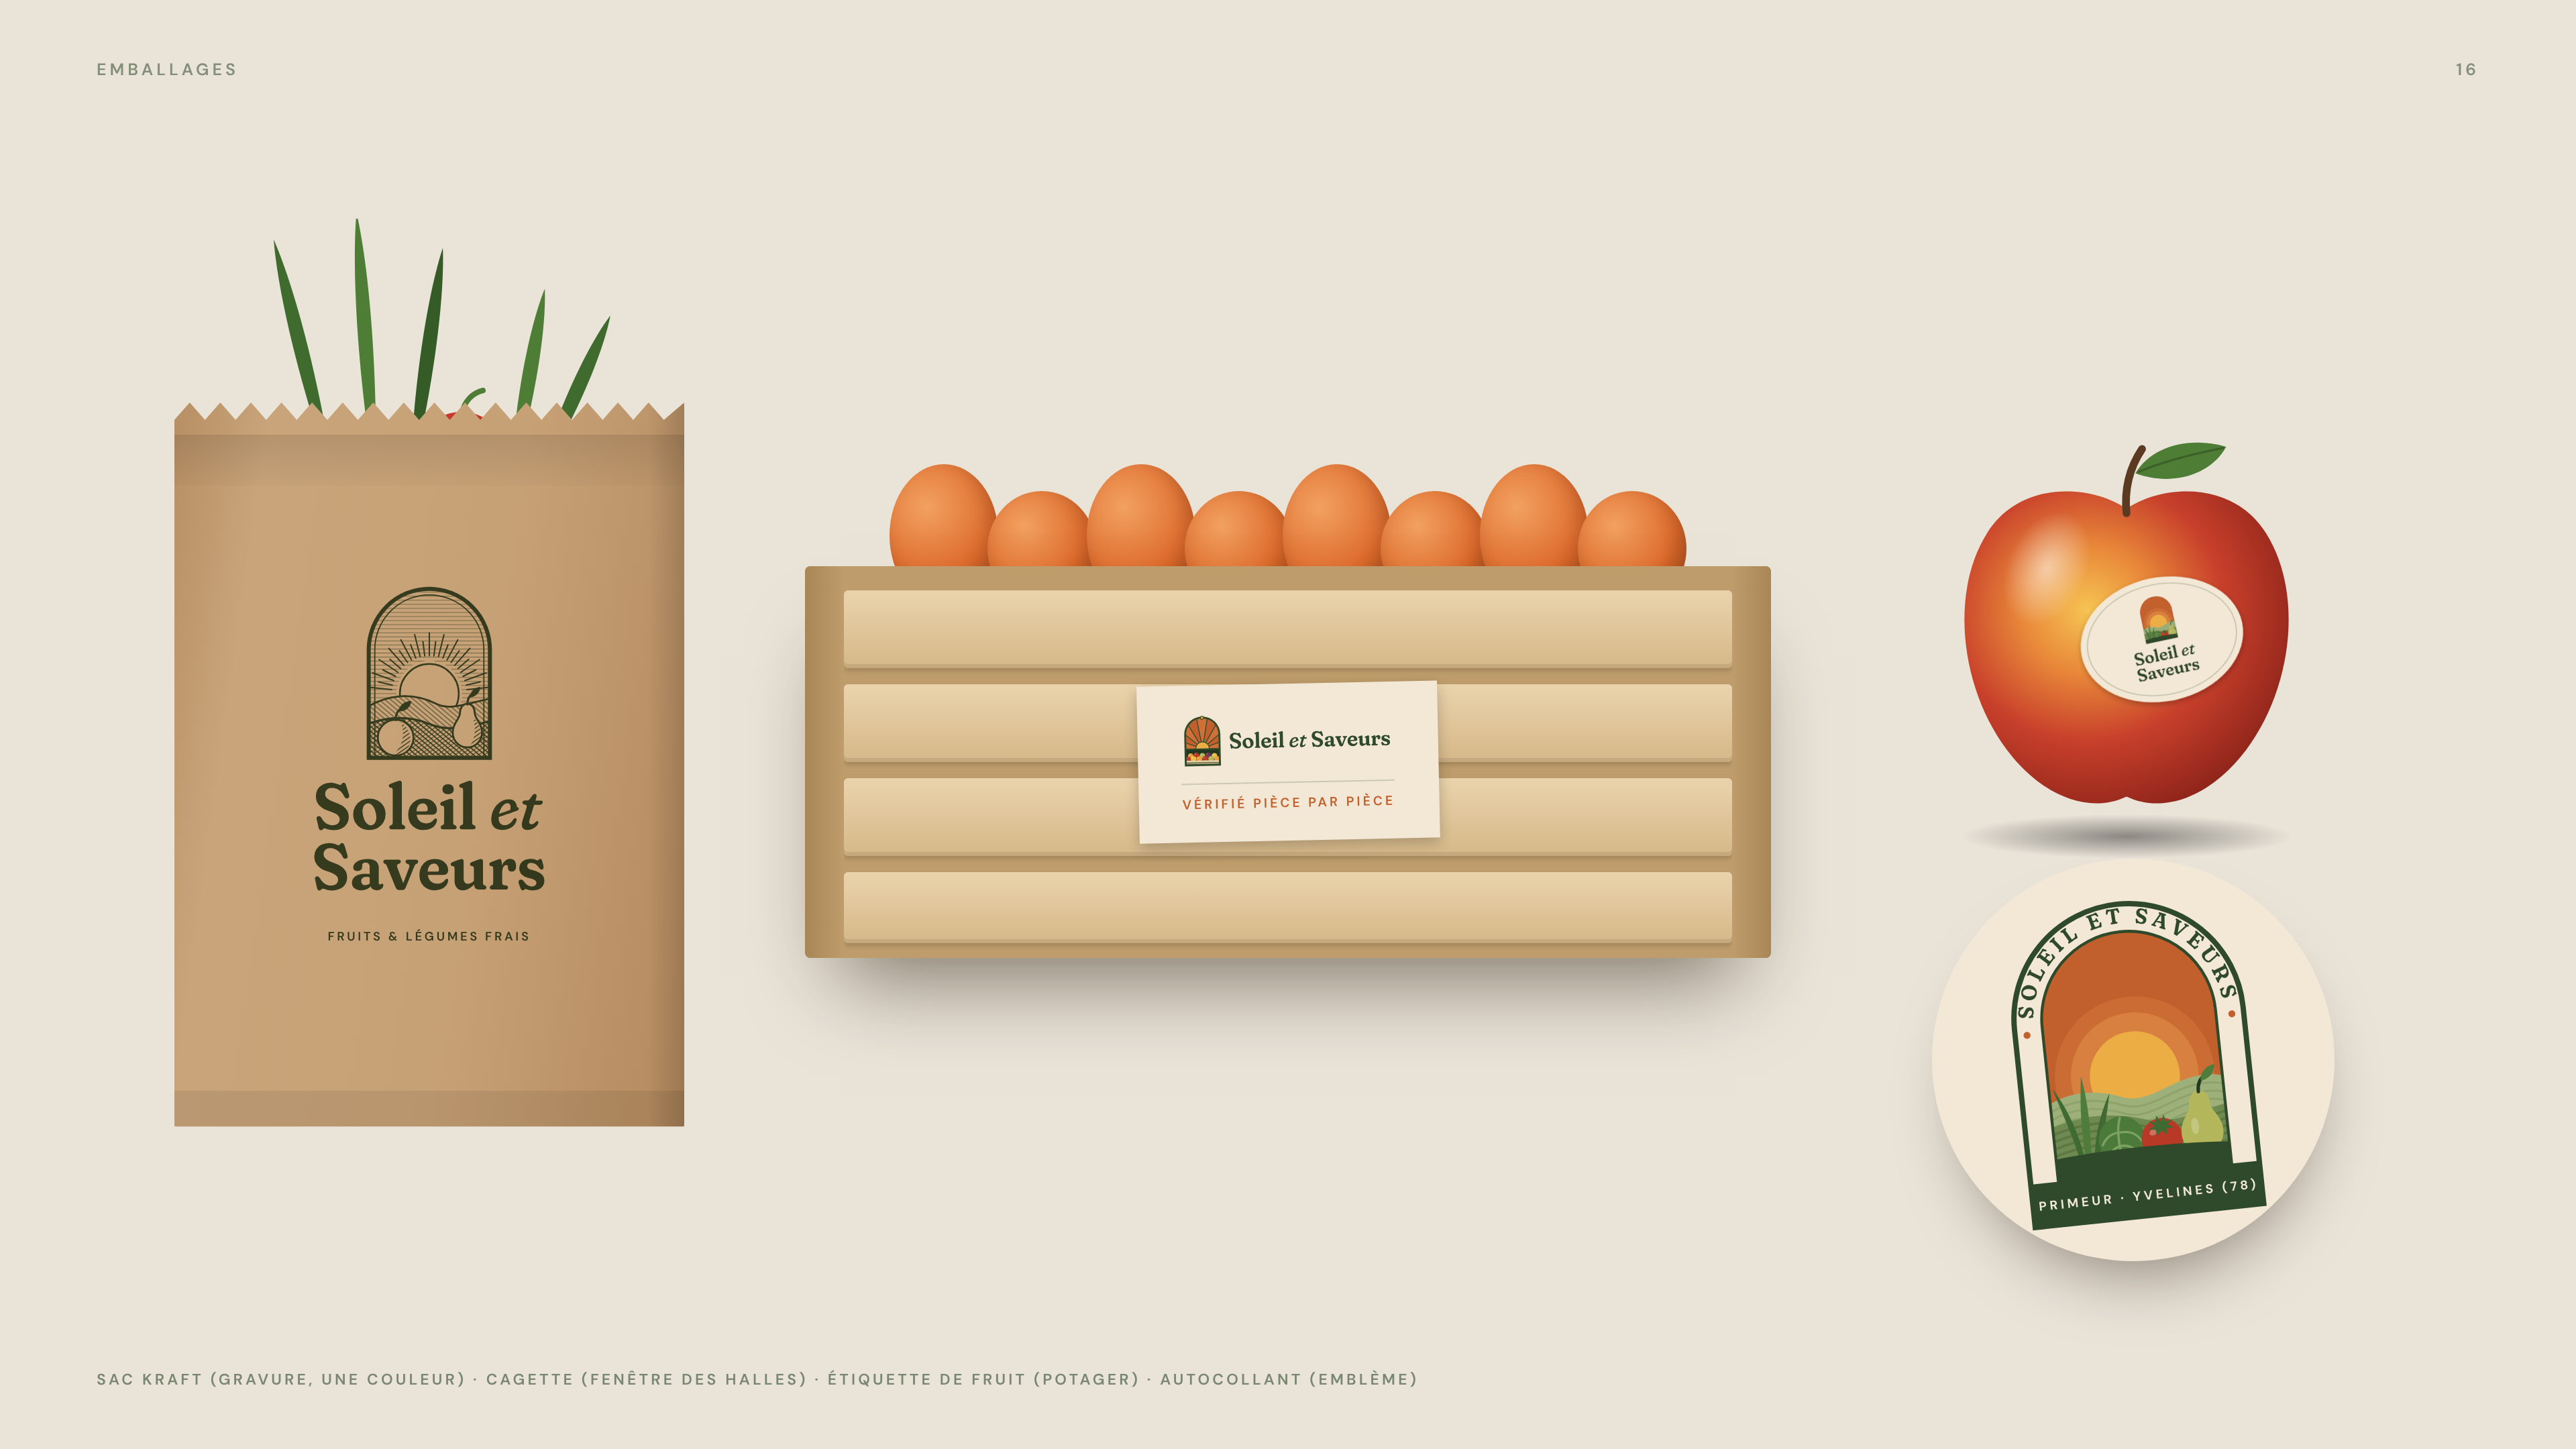 EMBALLAGES
16
Soleil et
Saveurs
FRUITS & LÉGUMES FRAIS
Soleil et Saveurs
VÉRIFIÉ PIÈCE PAR PIÈCE
Soleil et
Saveurs
• SOLEIL ET SAVEURS •
PRIMEUR · YVELINES (78)
SAC KRAFT (GRAVURE, UNE COULEUR) · CAGETTE (FENÊTRE DES HALLES) · ÉTIQUETTE DE FRUIT (POTAGER) · AUTOCOLLANT (EMBLÈME)